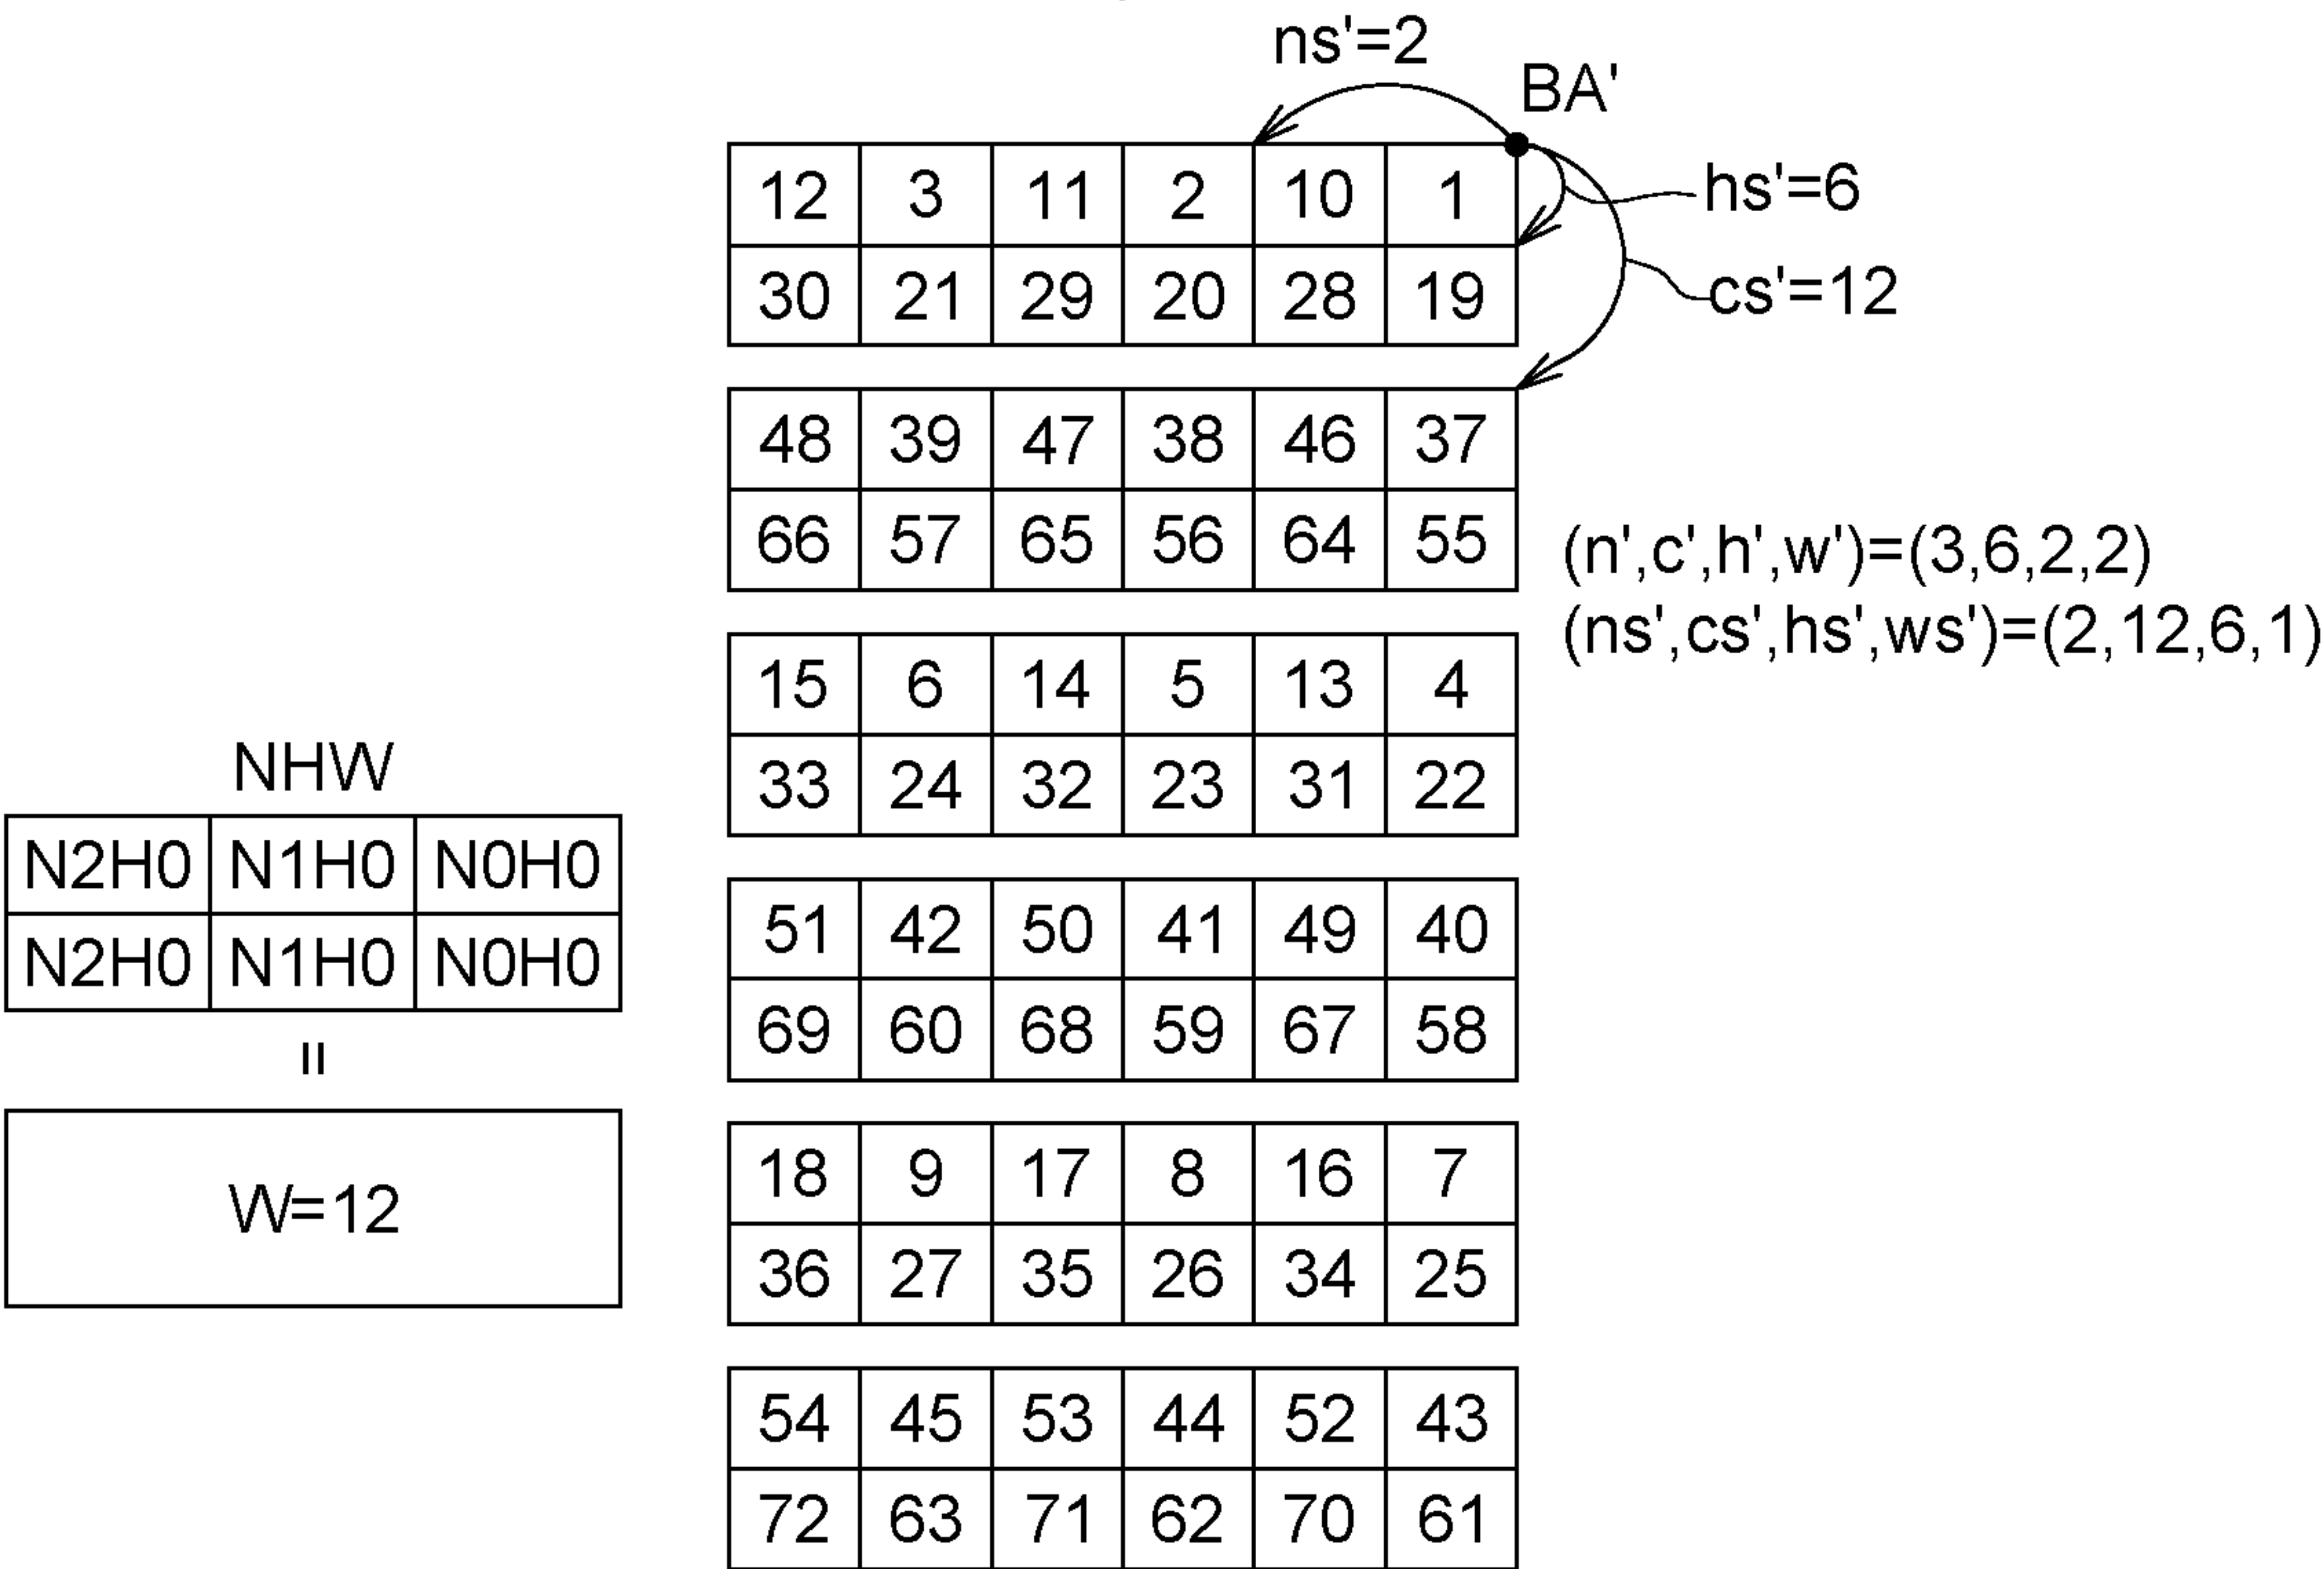 ns'=2
BA'
12 3 11 2 10 1
hs'=6
30 21 29 20 28 19
cs'=12
48 39 47 38 46 37
66 57 65 56 64 55
(n',c',h',w')=(3,6,2,2)
(ns',cs',hs',ws')=(2,12,6,1)
15 6 14 5 13 4
33 24 32 23 31 22
NHW
N2H0 N1H0 N0H0
N2H0 N1H0 N0H0
=
W=12
51 42 50 41 49 40
69 60 68 59 67 58
18 9 17 8 16 7
36 27 35 26 34 25
54 45 53 44 52 43
72 63 71 62 70 61